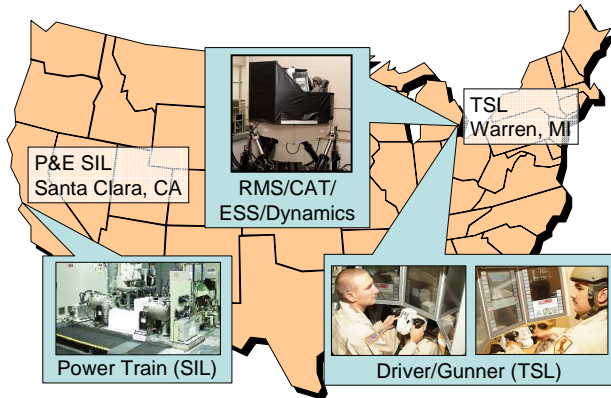 TSL
Warren, MI
P&E SIL
Santa Clara, CA
RMS/CAT/
ESS/Dynamics
Power Train (SIL)
Driver/Gunner (TSL)